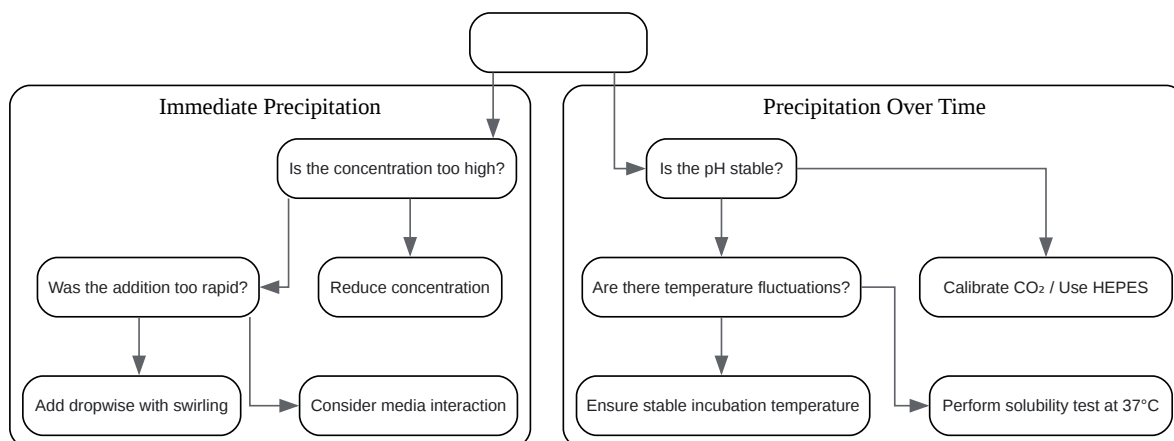 Immediate Precipitation
Precipitation Over Time
Is the concentration too high?
Is the pH stable?
Was the addition too rapid?
Reduce concentration
Are there temperature fluctuations?
Calibrate CO₂ / Use HEPES
Add dropwise with swirling
Consider media interaction
Ensure stable incubation temperature
Perform solubility test at 37°C